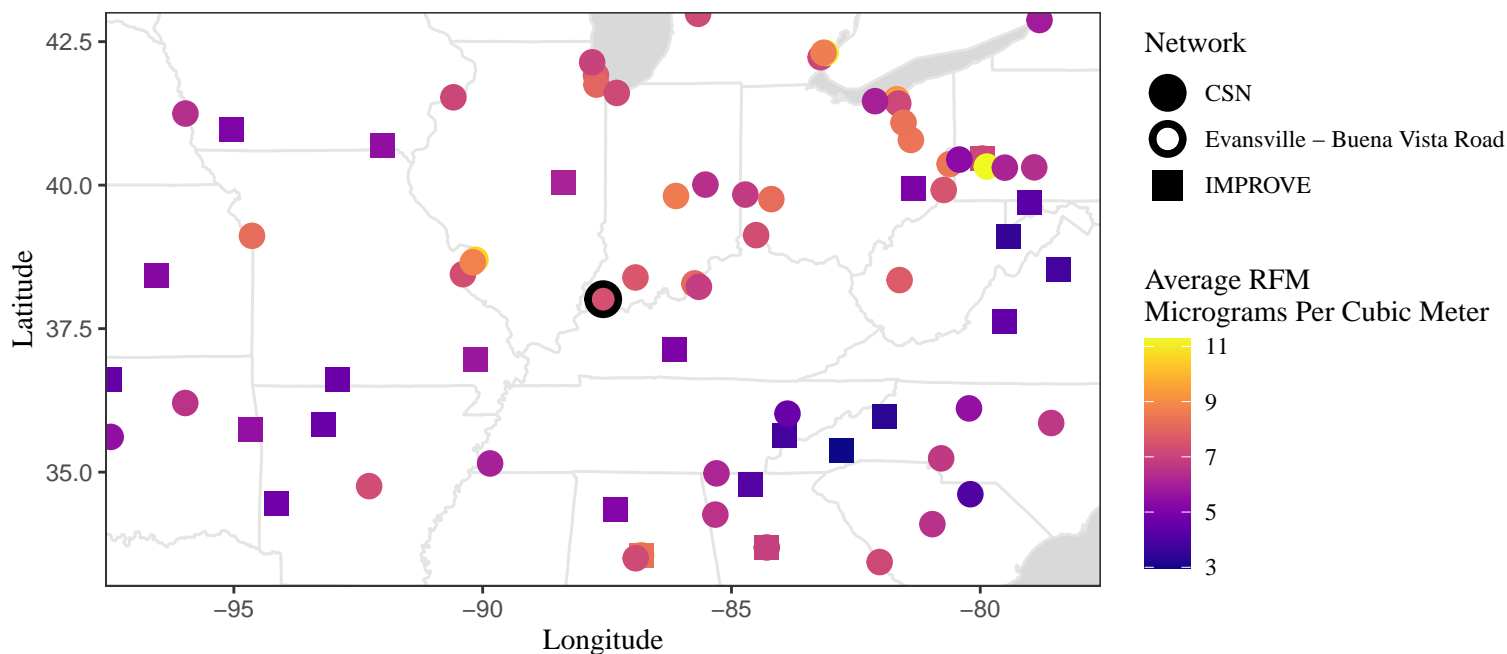 42.5
40.0
37.5
35.0
Latitude
−95
−90
−85
−80
Longitude
Network
CSN
Evansville − Buena Vista Road
IMPROVE
Average RFM
Micrograms Per Cubic Meter
11
9
7
5
3